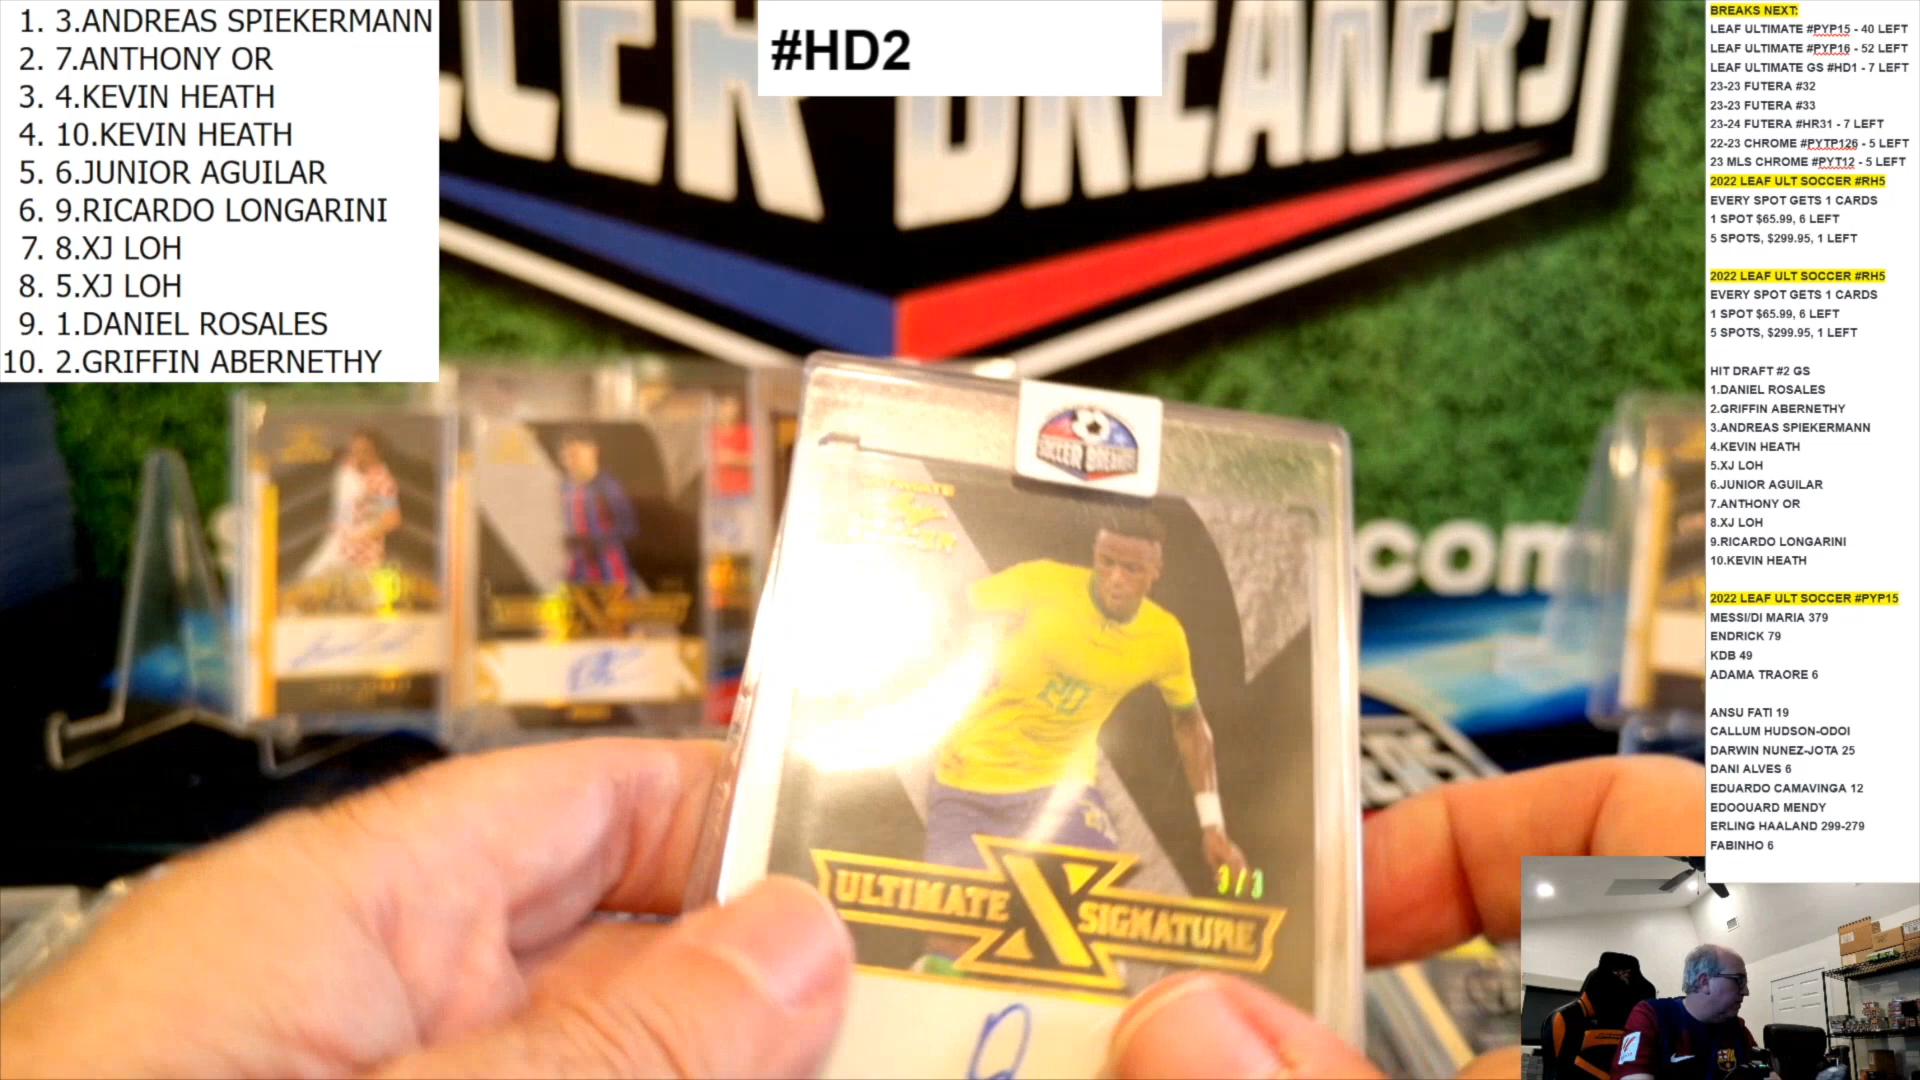 1. 3.ANDREAS SPIEKERMANN
2. 7.ANTHONY OR
3. 4.KEVIN HEATH
4. 10.KEVIN HEATH
5. 6.JUNIOR AGUILAR
6. 9.RICARDO LONGARINI
7. 8.XJ LOH
8. 5.XJ LOH
9. 1.DANIEL ROSALES
10. 2.GRIFFIN ABERNETHY
#HD2
CCER BREAKERS
SOCCER BREAKERS
.com
20
3/3
ULTIMATE X SIGNATURE
BREAKS NEXT:
LEAF ULTIMATE #PYP15 - 40 LEFT
LEAF ULTIMATE #PYP16 - 52 LEFT
LEAF ULTIMATE GS #HD1 - 7 LEFT
23-23 FUTERA #32
23-23 FUTERA #33
23-24 FUTERA #HR31 - 7 LEFT
22-23 CHROME #PYTP126 - 5 LEFT
23 MLS CHROME #PYT12 - 5 LEFT
2022 LEAF ULT SOCCER #RH5
EVERY SPOT GETS 1 CARDS
1 SPOT $65.99, 6 LEFT
5 SPOTS, $299.95, 1 LEFT
2022 LEAF ULT SOCCER #RH5
EVERY SPOT GETS 1 CARDS
1 SPOT $65.99, 6 LEFT
5 SPOTS, $299.95, 1 LEFT
HIT DRAFT #2 GS
1.DANIEL ROSALES
2.GRIFFIN ABERNETHY
3.ANDREAS SPIEKERMANN
4.KEVIN HEATH
5.XJ LOH
6.JUNIOR AGUILAR
7.ANTHONY OR
8.XJ LOH
9.RICARDO LONGARINI
10.KEVIN HEATH
2022 LEAF ULT SOCCER #PYP15
MESSI/DI MARIA 379
ENDRICK 79
KDB 49
ADAMA TRAORE 6
ANSU FATI 19
CALLUM HUDSON-ODOI
DARWIN NUNEZ-JOTA 25
DANI ALVES 6
EDUARDO CAMAVINGA 12
EDOOUARD MENDY
ERLING HAALAND 299-279
FABINHO 6